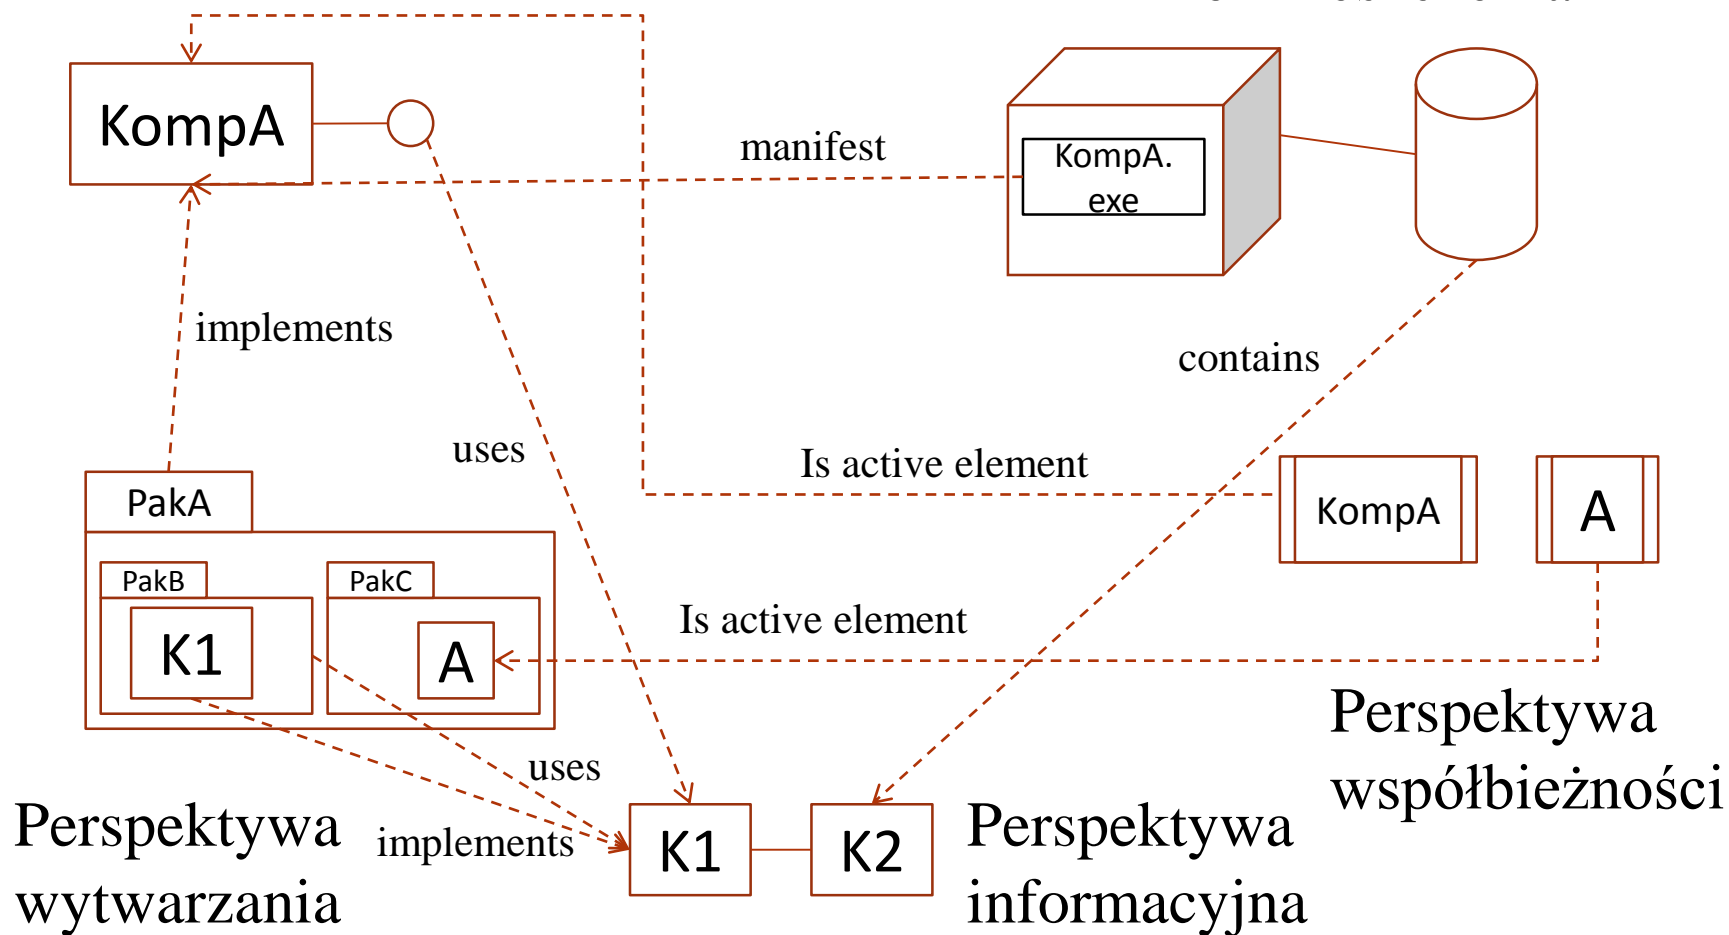 KompA
manifest
KompA.
exe
implements
contains
uses
Is active element
PakA
KompA
A
PakB
PakC
K1
A
Is active element
Perspektywa
współbieżności
uses
Perspektywa
wytwarzania
implements
K1
K2
Perspektywa
informacyjna